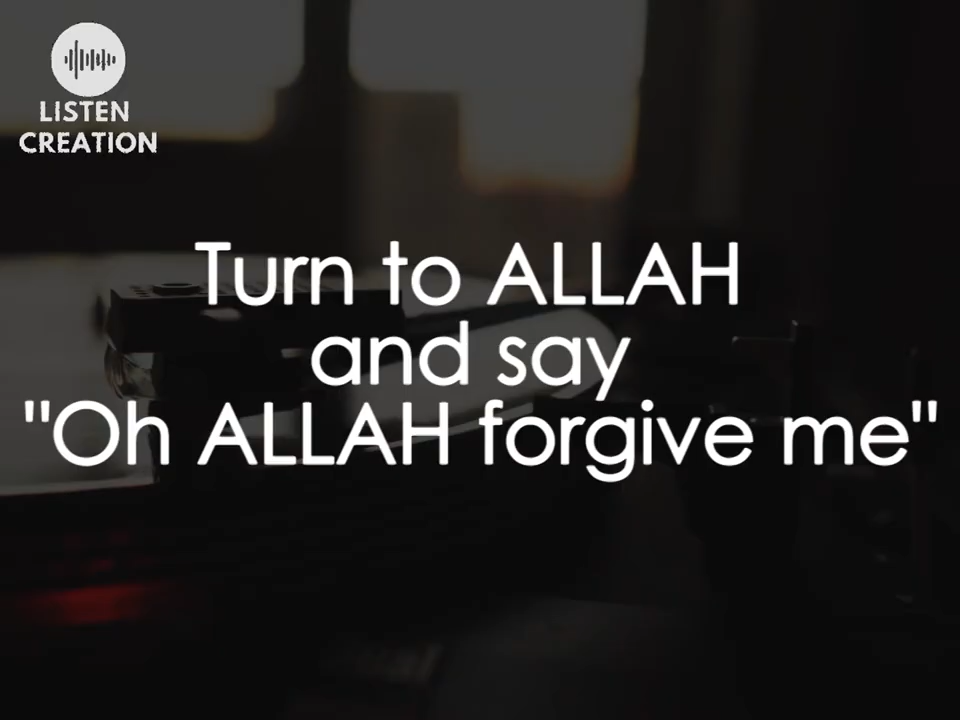 LISTEN
CREATION
Turn to ALLAH
and say
"Oh ALLAH forgive me"